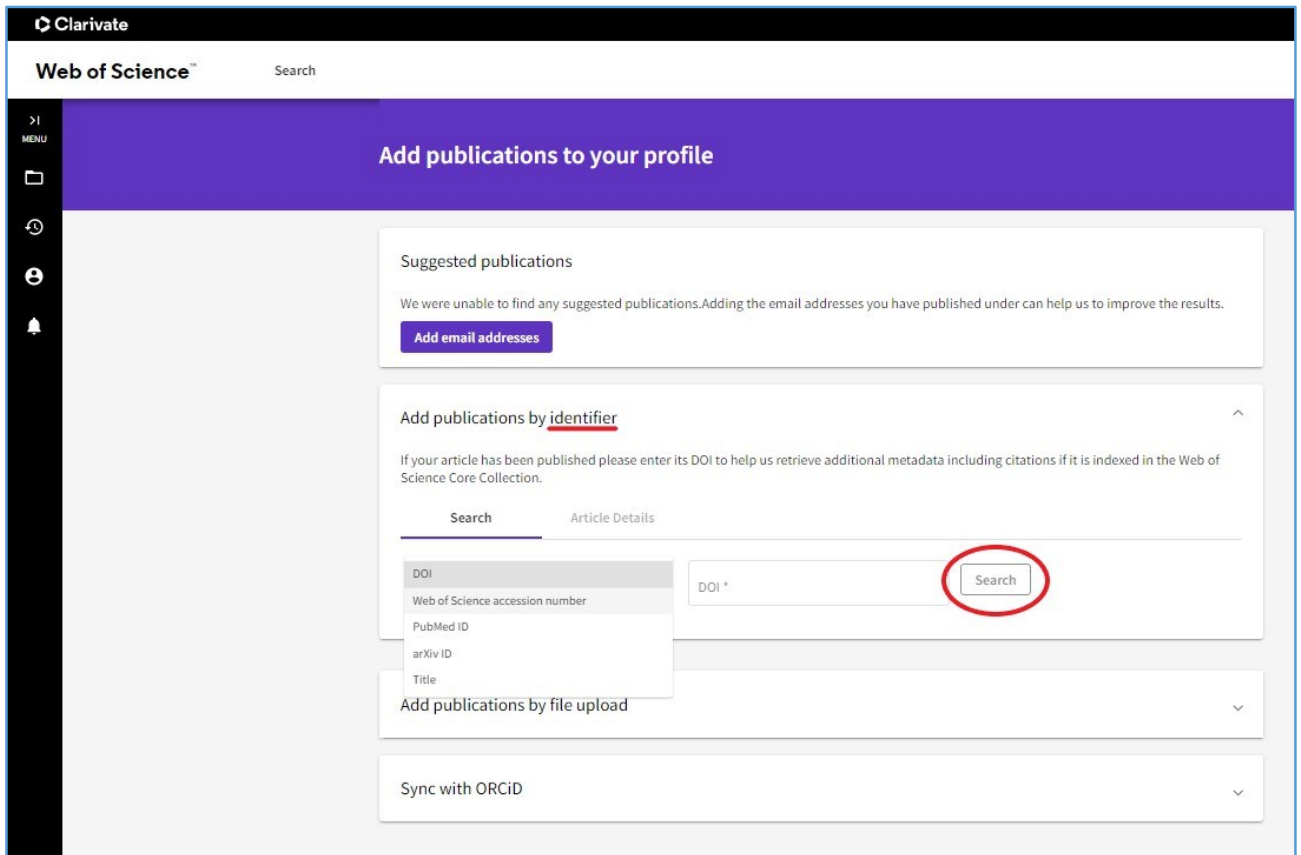 Clarivate
Web of Science™ Search
MENU
Add publications to your profile
Suggested publications
We were unable to find any suggested publications.Adding the email addresses you have published under can help us to improve the results.
Add email addresses
Add publications by identifier
If your article has been published please enter its DOI to help us retrieve additional metadata including citations if it is indexed in the Web of
Science Core Collection.
Search Article Details
DOI
Web of Science accession number
PubMed ID
arXiv ID
Title
DOI *
Search
Add publications by file upload
Sync with ORCiD